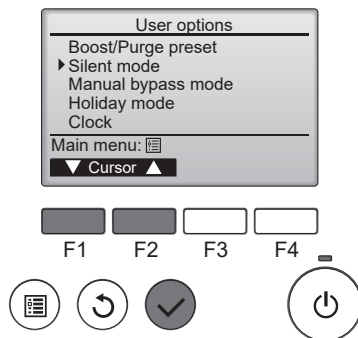 User options
Boost/Purge preset
Silent mode
Manual bypass mode
Holiday mode
Clock
Main menu:
Cursor
F1 F2 F3 F4